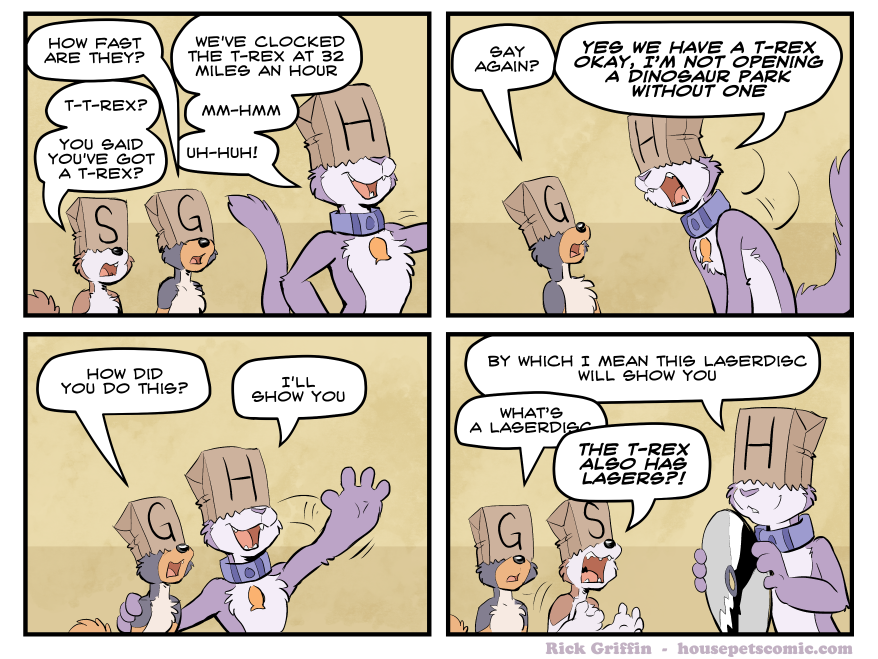 HOW FAST
ARE THEY?
WE'VE CLOCKED
THE T-REX AT 32
MILES AN HOUR
T-T-REX?
MM-HMM
YOU SAID
YOU'VE GOT
A T-REX?
UH-HUH!
S
G
H
SAY
AGAIN?
YES WE HAVE A T-REX
OKAY, I'M NOT OPENING
A DINOSAUR PARK
WITHOUT ONE
G
H
HOW DID
YOU DO THIS?
I'LL
SHOW YOU
G
H
BY WHICH I MEAN THIS LASERDISC
WILL SHOW YOU
WHAT'S
A LASERDISC
THE T-REX
ALSO HAS
LASERS?!
G
S
H
Rick Griffin - housepetscomic.com